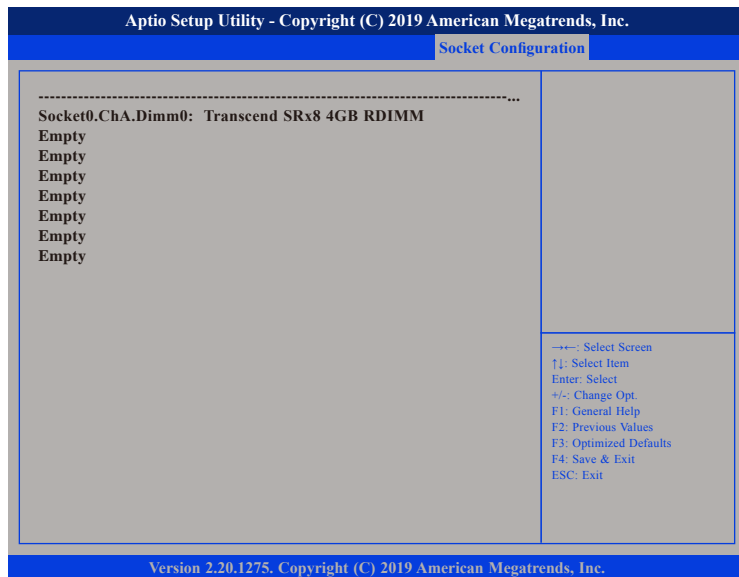 Aptio Setup Utility - Copyright (C) 2019 American Megatrends, Inc.
Socket Configuration
--------------------------------------------------------------------------------...
Socket0.ChA.Dimm0: Transcend SRx8 4GB RDIMM
Empty
Empty
Empty
Empty
Empty
Empty
Empty
→←: Select Screen
↑↓: Select Item
Enter: Select
+/-: Change Opt.
F1: General Help
F2: Previous Values
F3: Optimized Defaults
F4: Save & Exit
ESC: Exit
Version 2.20.1275. Copyright (C) 2019 American Megatrends, Inc.